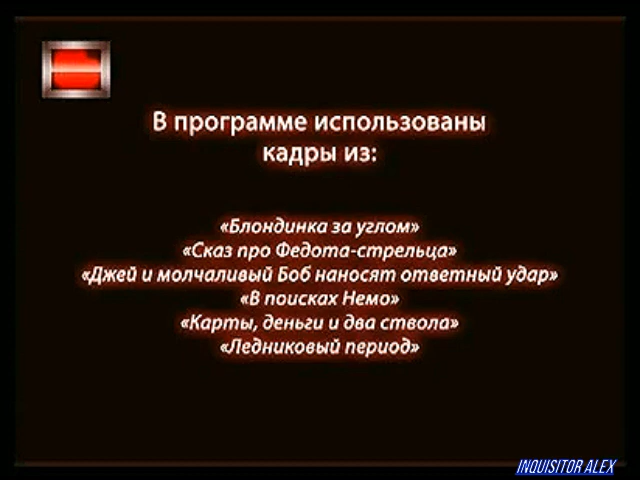 В программе использованы
кадры из:
«Блондинка за углом»
«Сказ про Федота-стрельца»
«Джей и молчаливый Боб наносят ответный удар»
«В поисках Немо»
«Карты, деньги и два ствола»
«Ледниковый период»
INQUISITOR ALEX